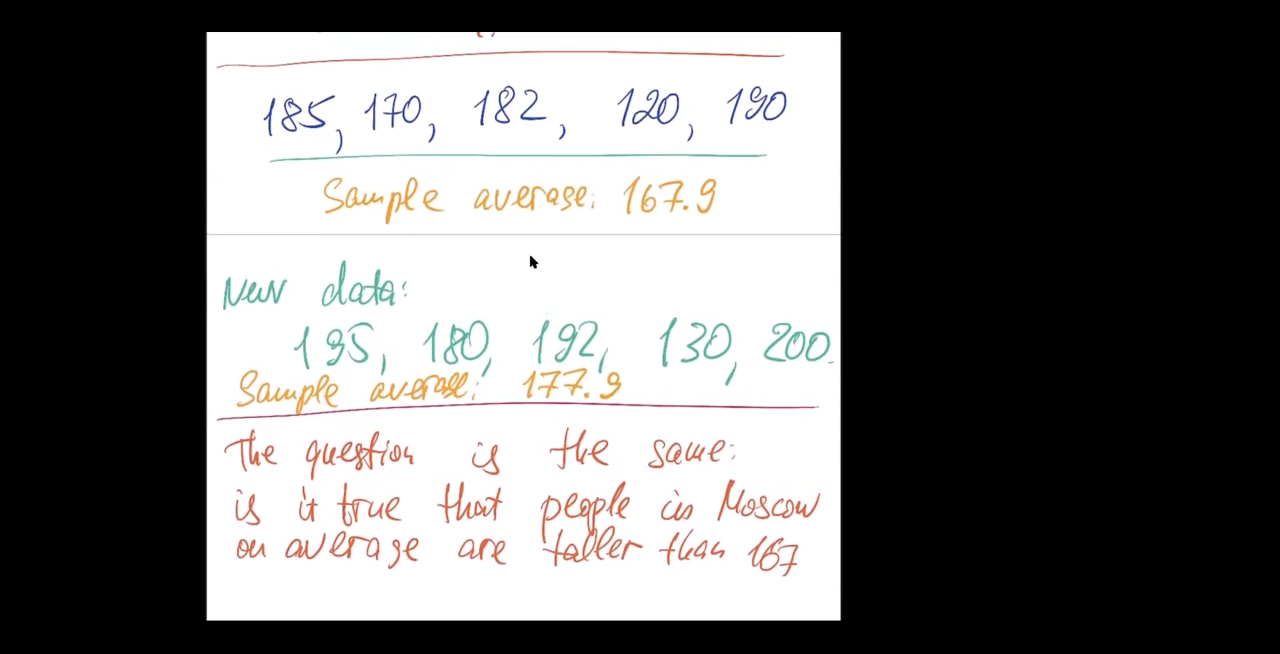 185, 170, 182, 120, 190
Sample average: 167.9
New data:
195, 180, 192, 130, 200.
Sample average: 177.9
The question is the same:
is it true that people in Moscow
on average are taller than 167